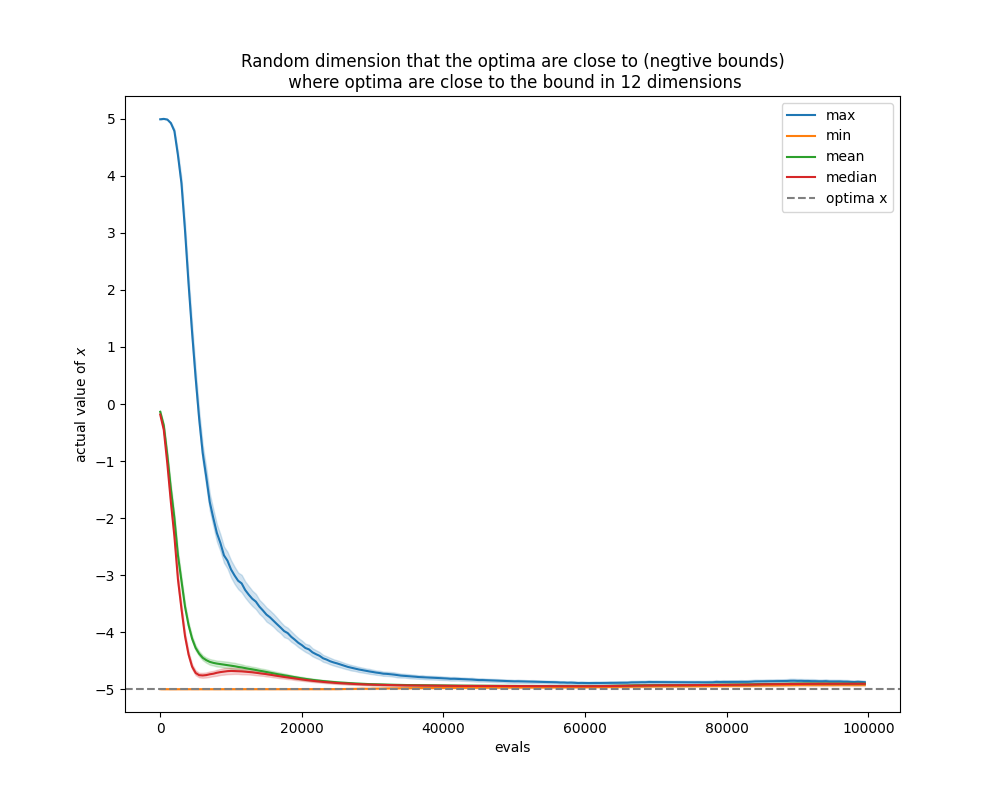 Random dimension that the optima are close to (negtive bounds)
where optima are close to the bound in 12 dimensions
max
min
mean
median
optima x
5
4
3
2
1
0
−1
−2
−3
−4
−5
actual value of x
0
20000
40000
60000
80000
100000
evals